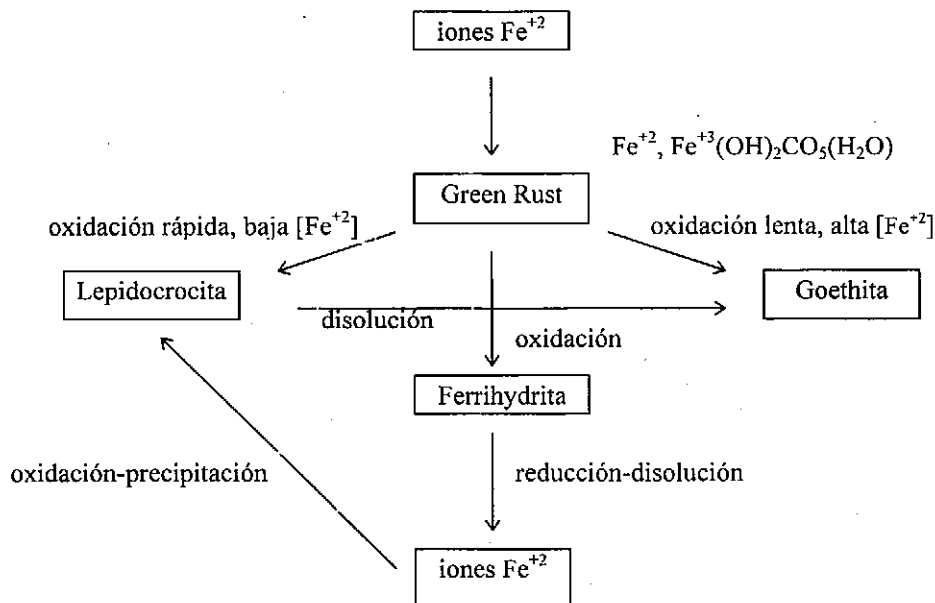 iones Fe⁺²
Fe⁺², Fe⁺³(OH)₂CO₅(H₂O)
Green Rust
oxidación rápida, baja [Fe⁺²]
oxidación lenta, alta [Fe⁺²]
Lepidocrocita
Goethita
disolución
oxidación
Ferrihydrita
oxidación-precipitación
reducción-disolución
iones Fe⁺²